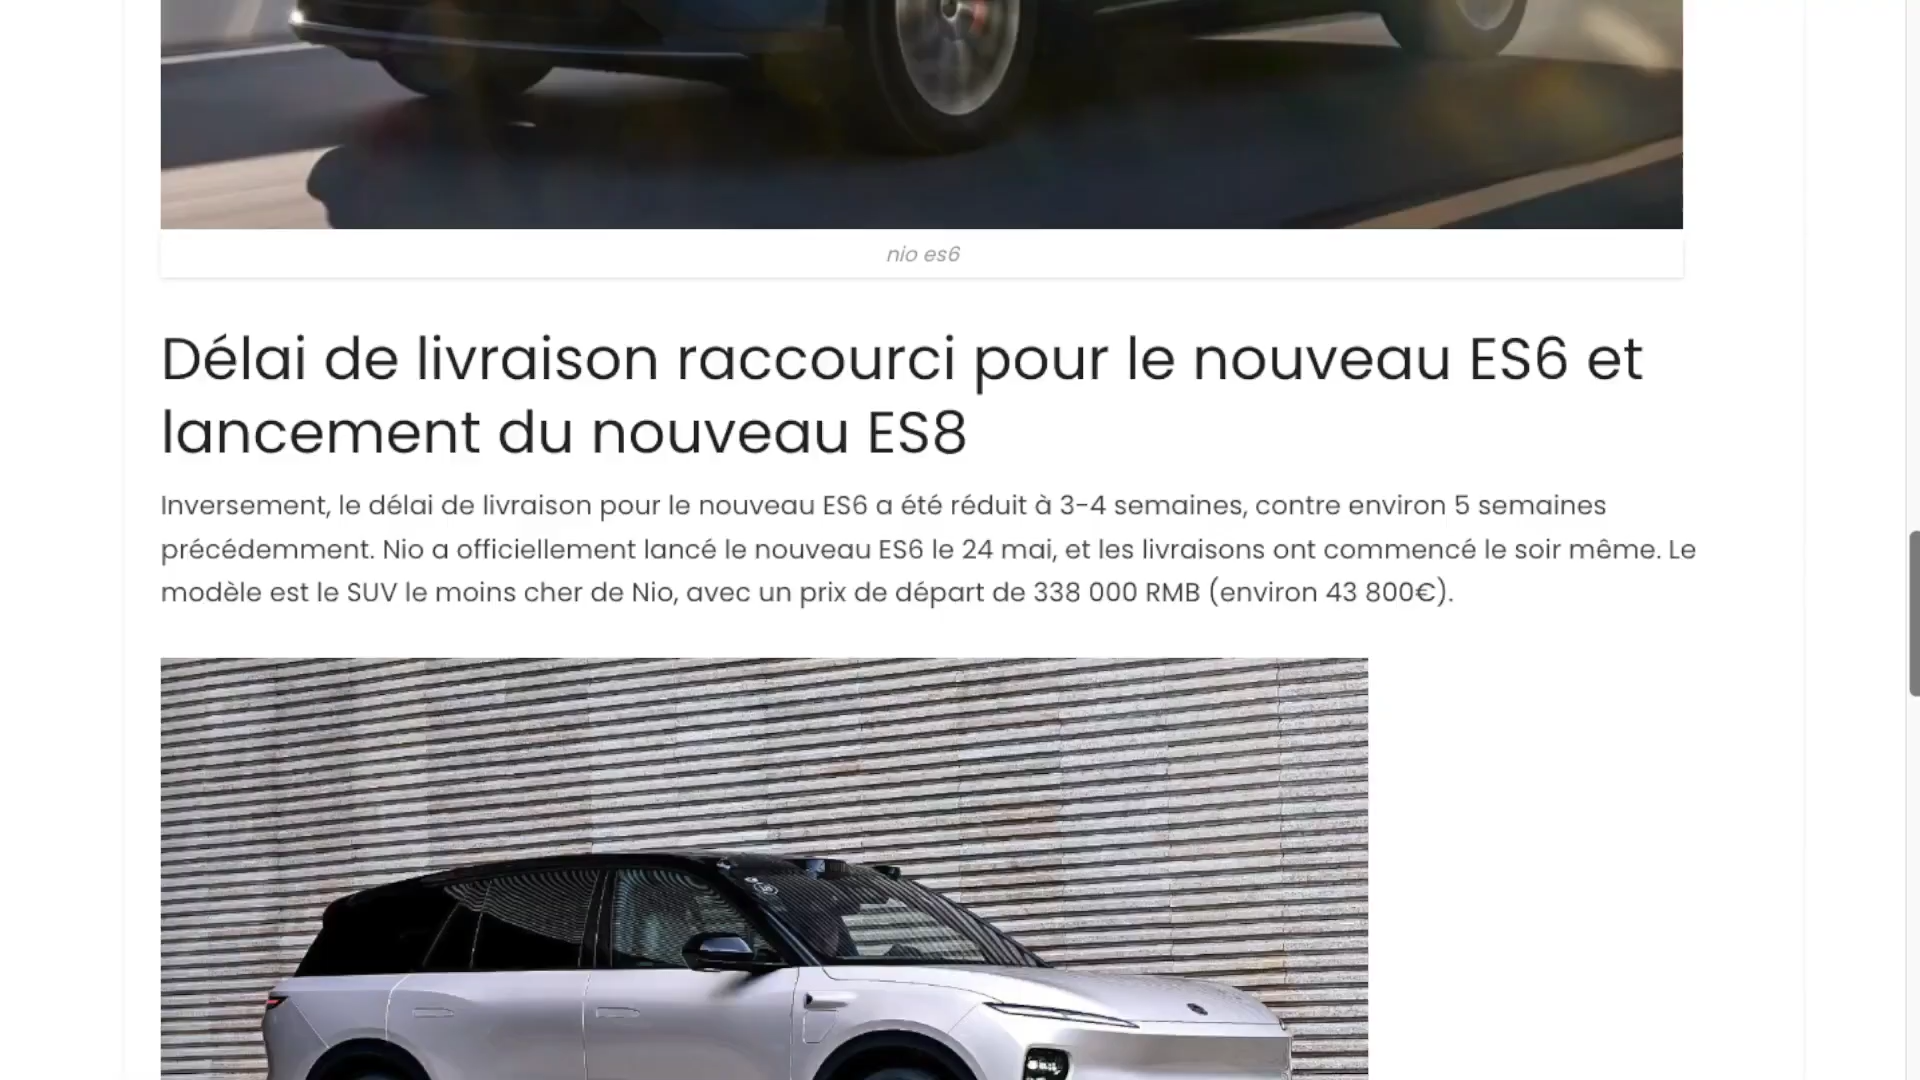 nio es6
Délai de livraison raccourci pour le nouveau ES6 et
lancement du nouveau ES8
Inversement, le délai de livraison pour le nouveau ES6 a été réduit à 3-4 semaines, contre environ 5 semaines
précédemment. Nio a officiellement lancé le nouveau ES6 le 24 mai, et les livraisons ont commencé le soir même. Le
modèle est le SUV le moins cher de Nio, avec un prix de départ de 338 000 RMB (environ 43 800€).